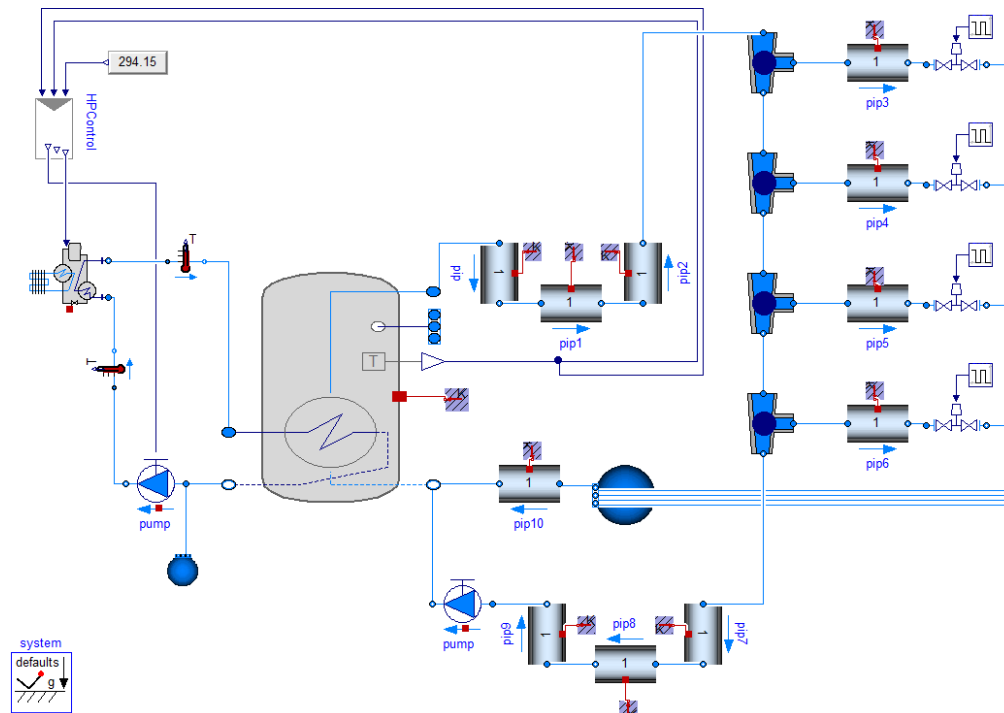 294.15
HPControl
T
T
pump
T
K
pip
1
K
1
pip1
K
1
pip2
K
1
pip3
K
1
pip4
K
1
pip5
K
1
pip6
K
K
1
pip10
pump
pip9
1
K
pip8
1
K
K
1
pip7
system
defaults
g